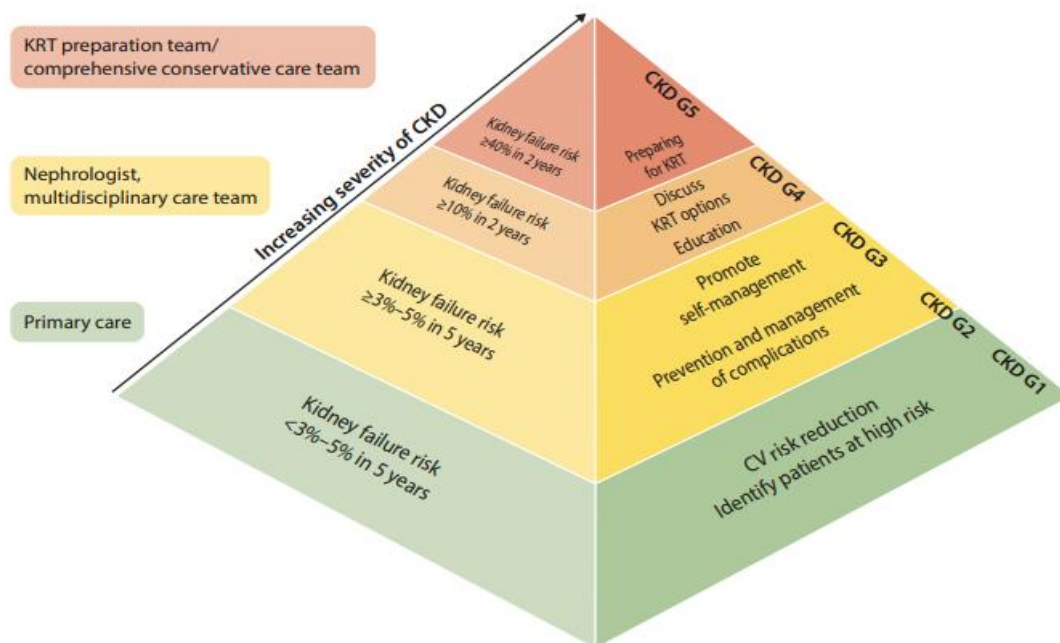 KRT preparation team/
comprehensive conservative care team
Nephrologist,
multidisciplinary care team
Primary care
Increasing severity of CKD
Kidney failure risk
≥40% in 2 years
Kidney failure risk
≥10% in 2 years
Kidney failure risk
≥3%–5% in 5 years
Kidney failure risk
<3%–5% in 5 years
CKD G5
Preparing
for KRT
CKD G4
Discuss
KRT options
Education
CKD G3
Promote
self-management
Prevention and management
of complications
CKD G2
CKD G1
CV risk reduction
Identify patients at high risk